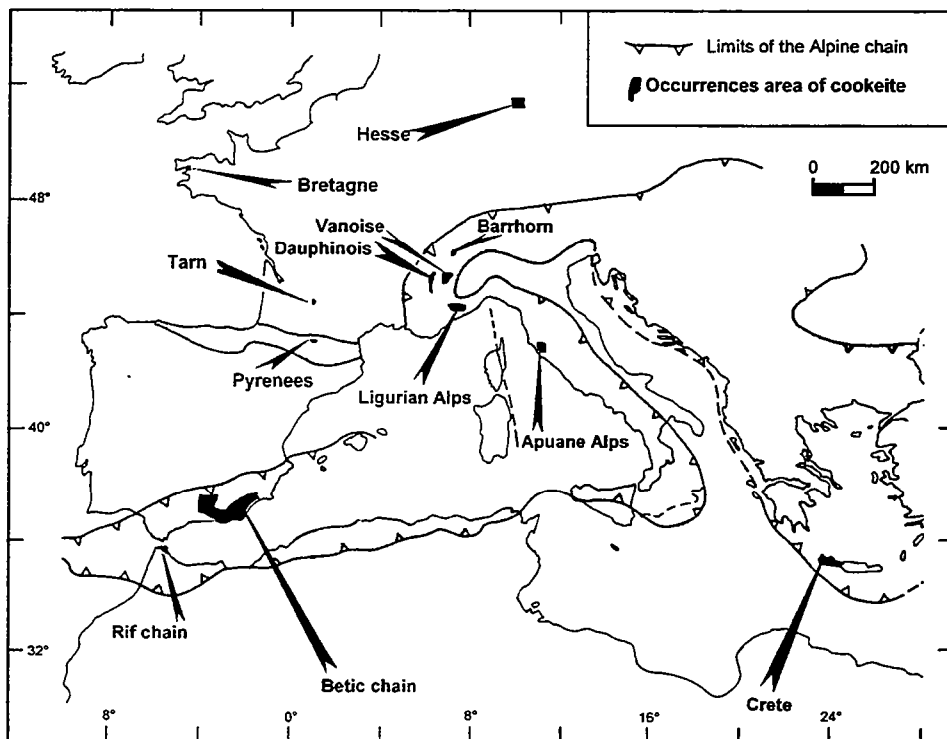 Limits of the Alpine chain
Occurrences area of cookeite
Hesse
0 200 km
Bretagne
48°
Vanoise
Barrhorn
Dauphinois
Tarn
Pyrenees
Ligurian Alps
40°
Apuane Alps
Rif chain
32°
Betic chain
Crete
8° 0° 8° 16° 24°